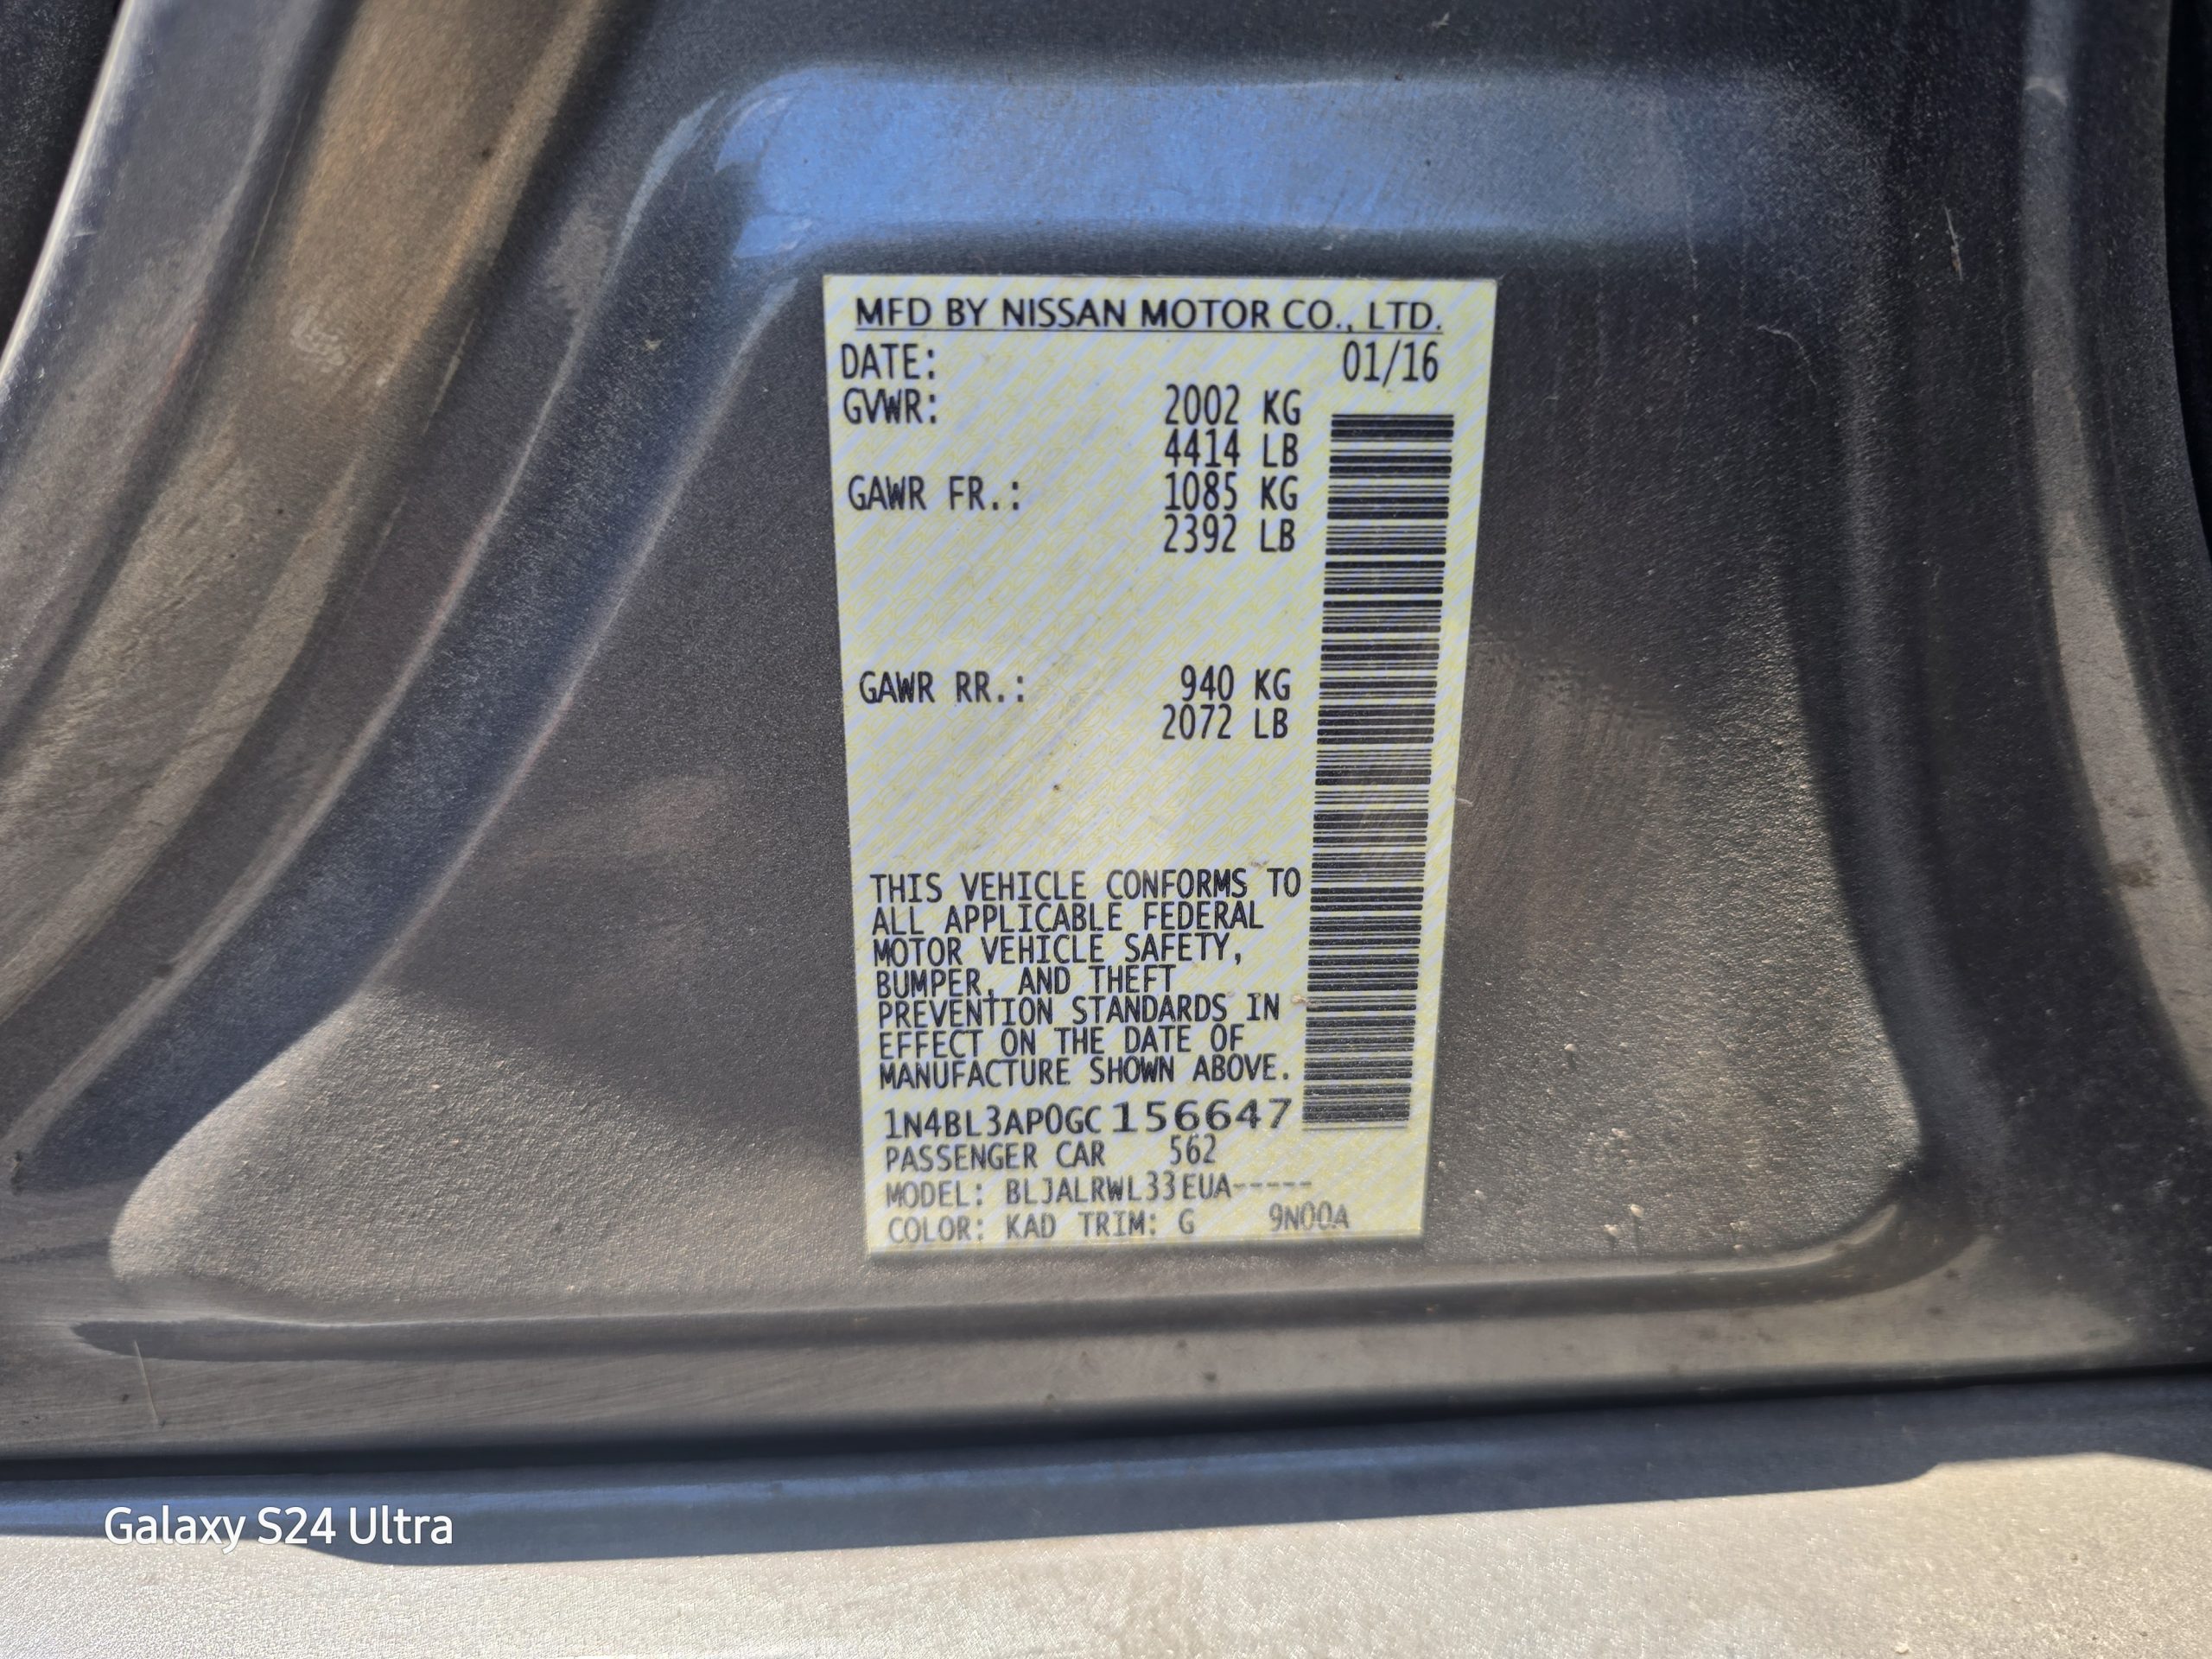 MFD BY NISSAN MOTOR CO., LTD.
DATE: 01/16
GVWR: 2002 KG
4414 LB
GAWR FR.: 1085 KG
2392 LB
GAWR RR.: 940 KG
2072 LB
THIS VEHICLE CONFORMS TO
ALL APPLICABLE FEDERAL
MOTOR VEHICLE SAFETY,
BUMPER, AND THEFT
PREVENTION STANDARDS IN
EFFECT ON THE DATE OF
MANUFACTURE SHOWN ABOVE.
1N4BL3AP0GC156647
PASSENGER CAR 562
MODEL: BLJALRWL33EUA-----
COLOR: KAD TRIM: G 9N00A
Galaxy S24 Ultra